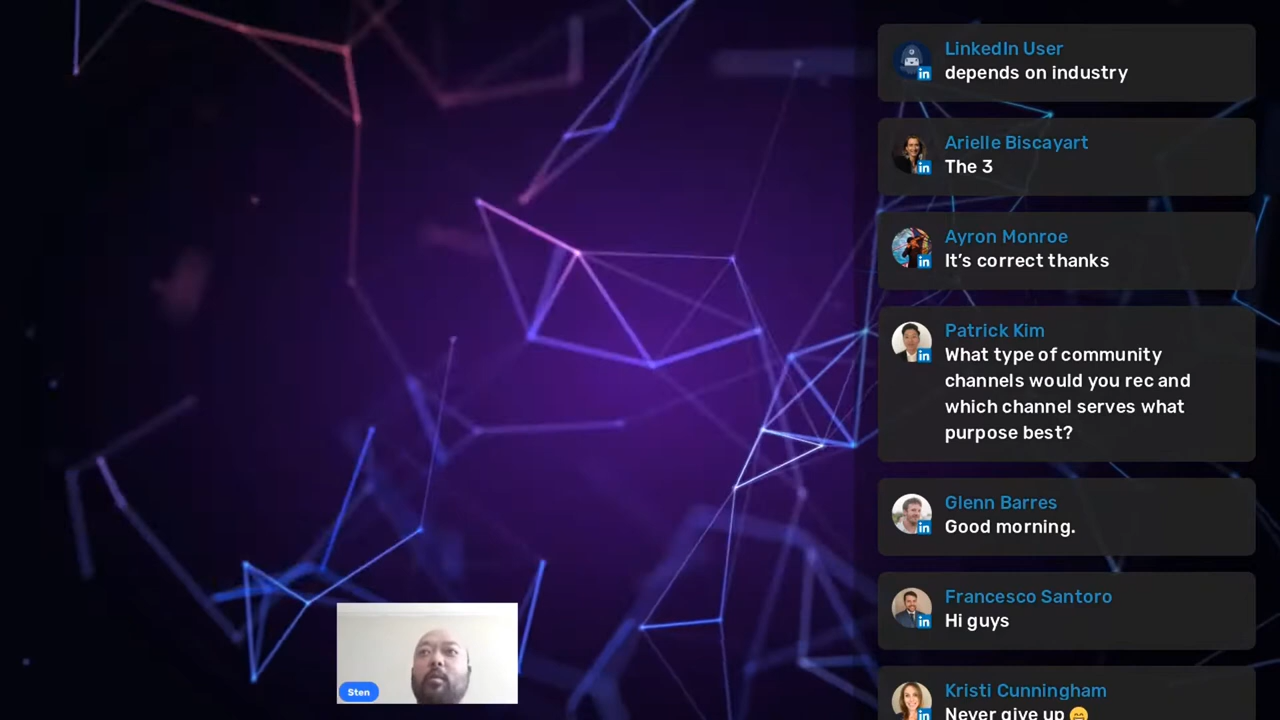 LinkedIn User
depends on industry
Arielle Biscayart
The 3
Ayron Monroe
It's correct thanks
Patrick Kim
What type of community
channels would you rec and
which channel serves what
purpose best?
Glenn Barres
Good morning.
Francesco Santoro
Hi guys
Kristi Cunningham
Never give up 😁
Sten